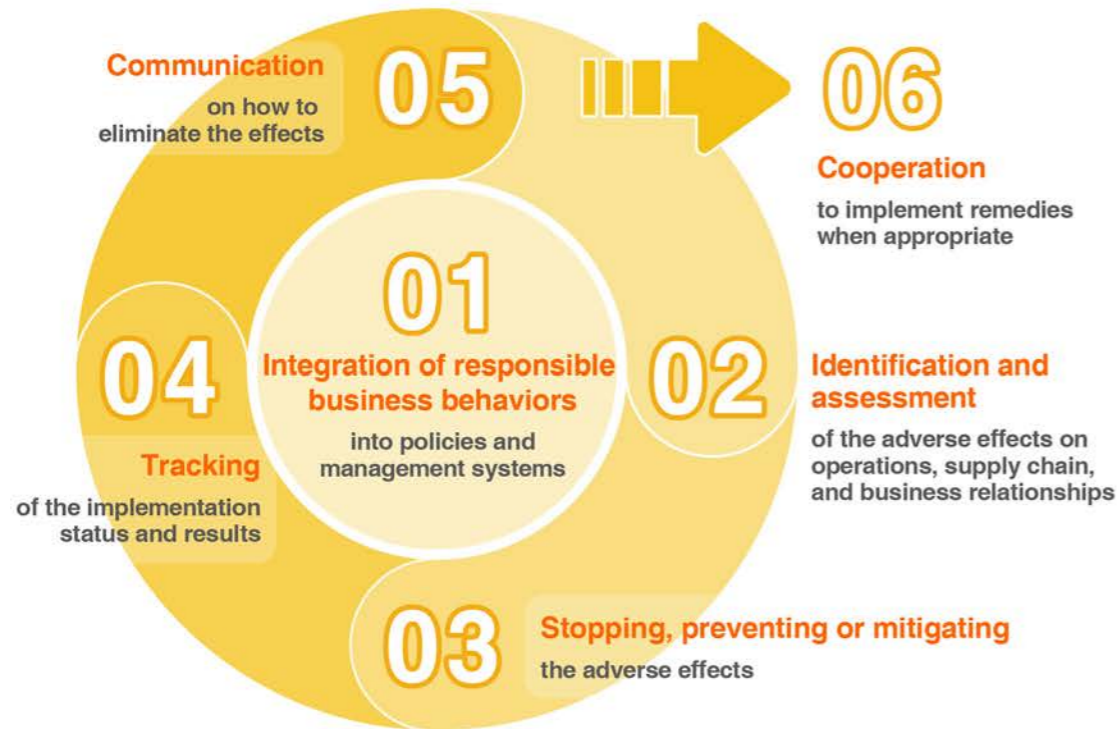 01
Integration of responsible
business behaviors
into policies and
management systems
02
Identification and
assessment
of the adverse effects on
operations, supply chain,
and business relationships
03
Stopping, preventing or mitigating
the adverse effects
04
Tracking
of the implementation
status and results
05
Communication
on how to
eliminate the effects
06
Cooperation
to implement remedies
when appropriate